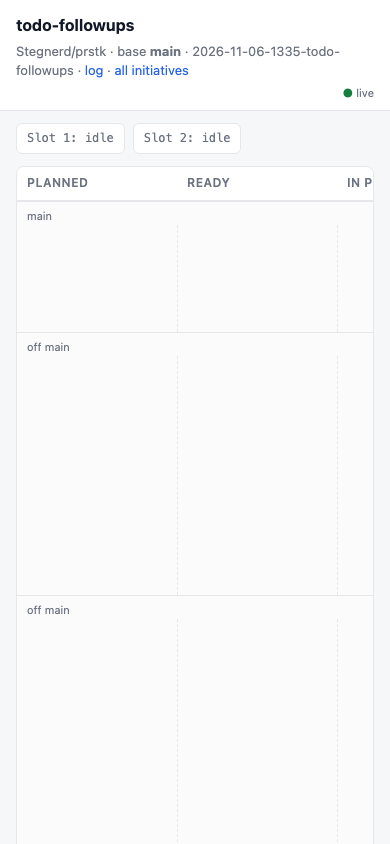 todo-followups
Stegnerd/prstk · base main · 2026-11-06-1335-todo-
followups · log · all initiatives
live
Slot 1: idle Slot 2: idle
PLANNED READY IN P
main
off main
off main